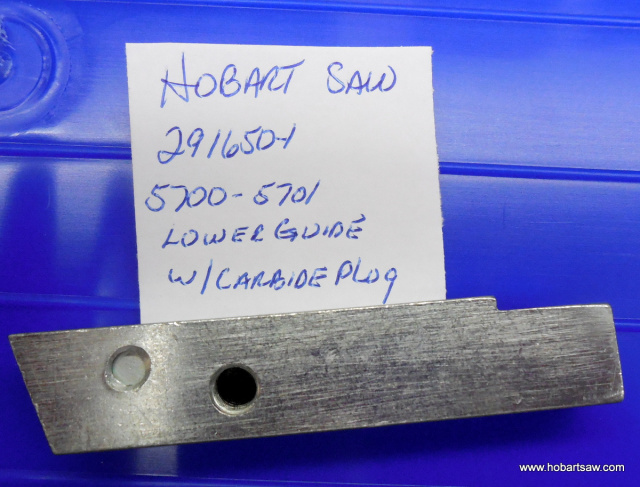 HOBART SAW
291650-1
5700-5701
LOWER GUIDE
W/CARBIDE PLUG
www.hobartsaw.com